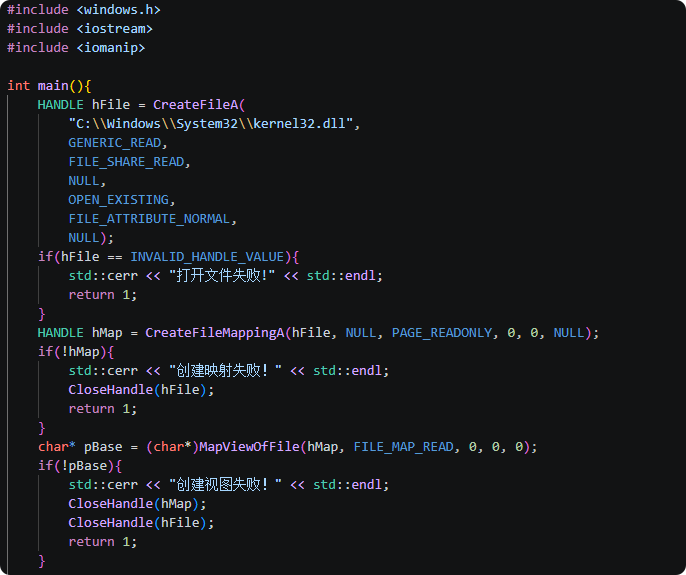 #include <windows.h>
#include <iostream>
#include <iomanip>

int main(){
    HANDLE hFile = CreateFileA(
        "C:\\Windows\\System32\\kernel32.dll",
        GENERIC_READ,
        FILE_SHARE_READ,
        NULL,
        OPEN_EXISTING,
        FILE_ATTRIBUTE_NORMAL,
        NULL);
    if(hFile == INVALID_HANDLE_VALUE){
        std::cerr << "打开文件失败!" << std::endl;
        return 1;
    }
    HANDLE hMap = CreateFileMappingA(hFile, NULL, PAGE_READONLY, 0, 0, NULL);
    if(!hMap){
        std::cerr << "创建映射失败！" << std::endl;
        CloseHandle(hFile);
        return 1;
    }
    char* pBase = (char*)MapViewOfFile(hMap, FILE_MAP_READ, 0, 0, 0);
    if(!pBase){
        std::cerr << "创建视图失败！" << std::endl;
        CloseHandle(hMap);
        CloseHandle(hFile);
        return 1;
    }